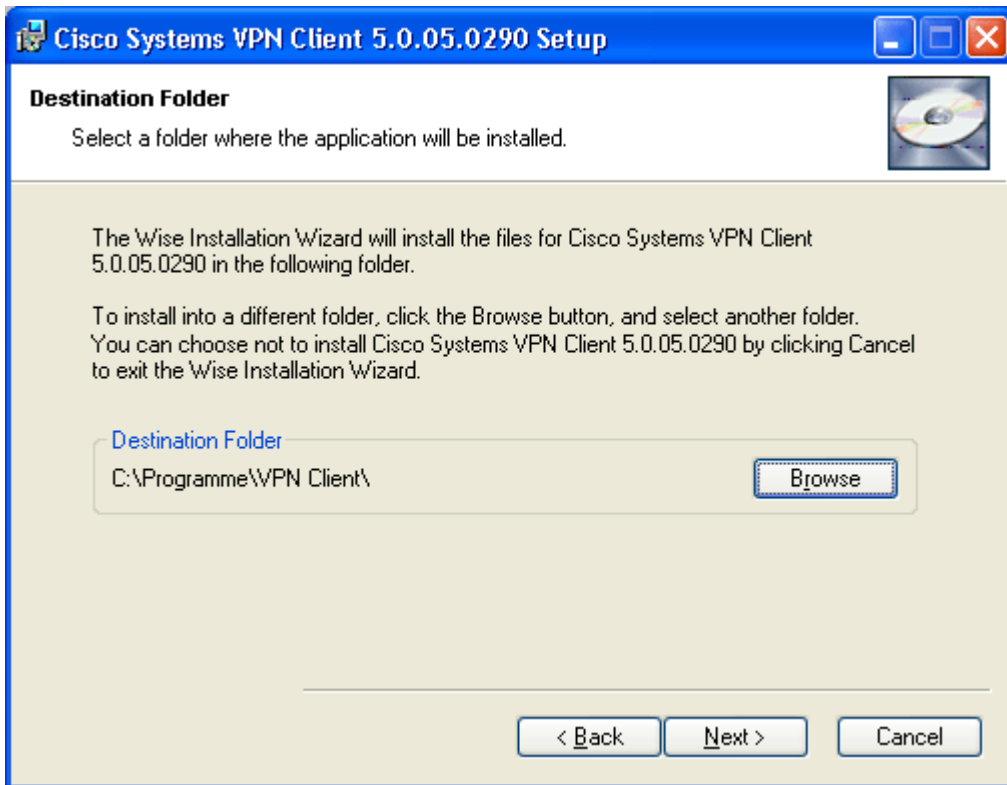 Cisco Systems VPN Client 5.0.05.0290 Setup
Destination Folder
Select a folder where the application will be installed.
The Wise Installation Wizard will install the files for Cisco Systems VPN Client
5.0.05.0290 in the following folder.
To install into a different folder, click the Browse button, and select another folder.
You can choose not to install Cisco Systems VPN Client 5.0.05.0290 by clicking Cancel
to exit the Wise Installation Wizard.
Destination Folder
C:\Programme\VPN Client\
Browse
< Back
Next >
Cancel